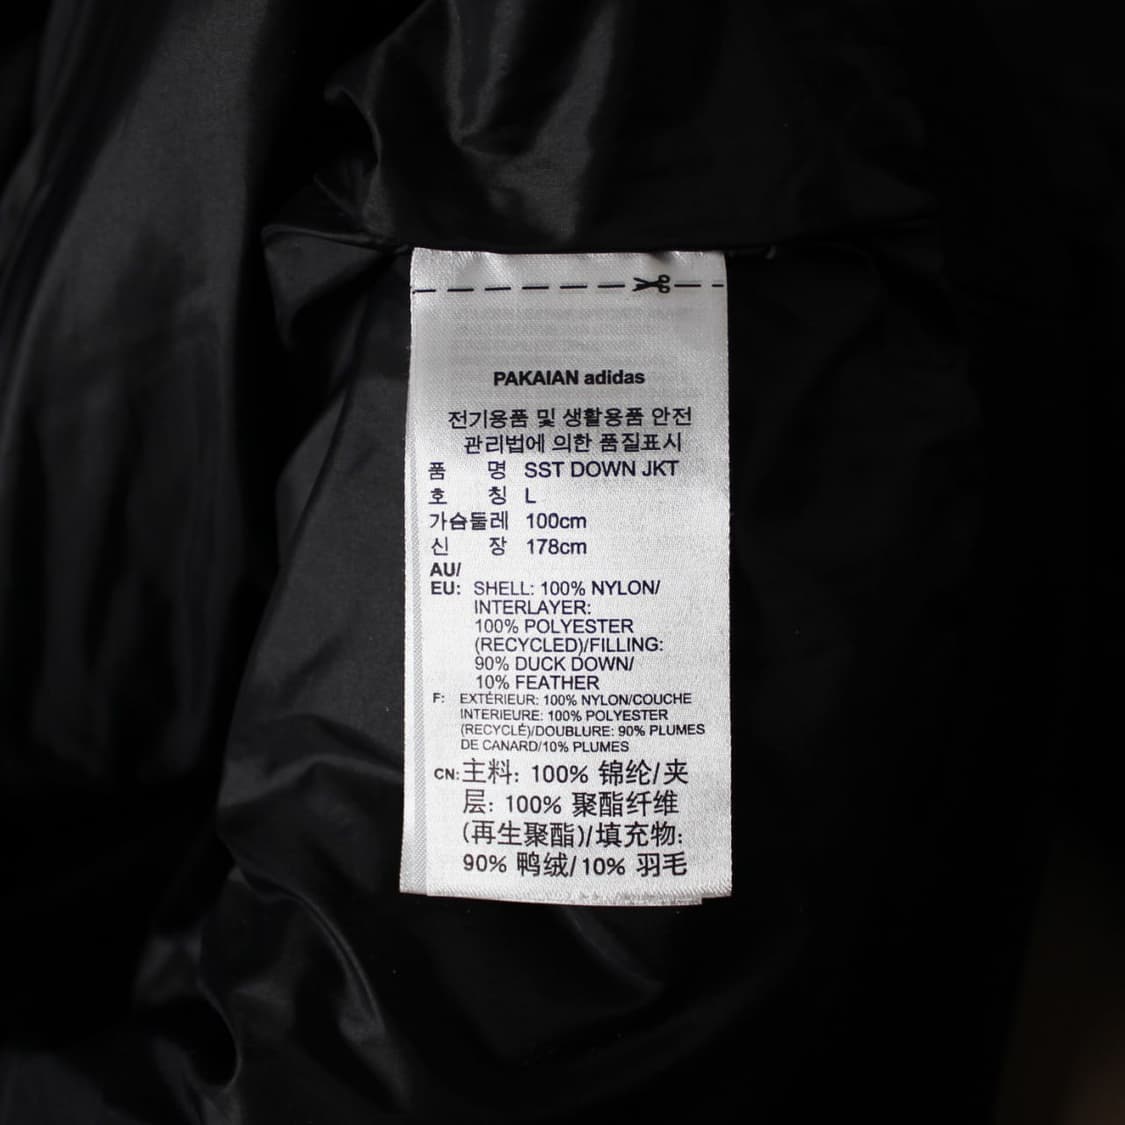 PAKAIAN adidas
전기용품 및 생활용품 안전
관리법에 의한 품질표시
품 명 SST DOWN JKT
호 칭 L
가슴둘레 100cm
신 장 178cm
AU/
EU: SHELL: 100% NYLON/
INTERLAYER:
100% POLYESTER
(RECYCLED)/FILLING:
90% DUCK DOWN/
10% FEATHER
F: EXTÉRIEUR: 100% NYLON/COUCHE
INTERIEURE: 100% POLYESTER
(RECYCLÉ)/DOUBLURE: 90% PLUMES
DE CANARD/10% PLUMES
CN: 主料: 100% 锦纶/夹
层: 100% 聚酯纤维
(再生聚酯)/填充物:
90% 鸭绒/10% 羽毛